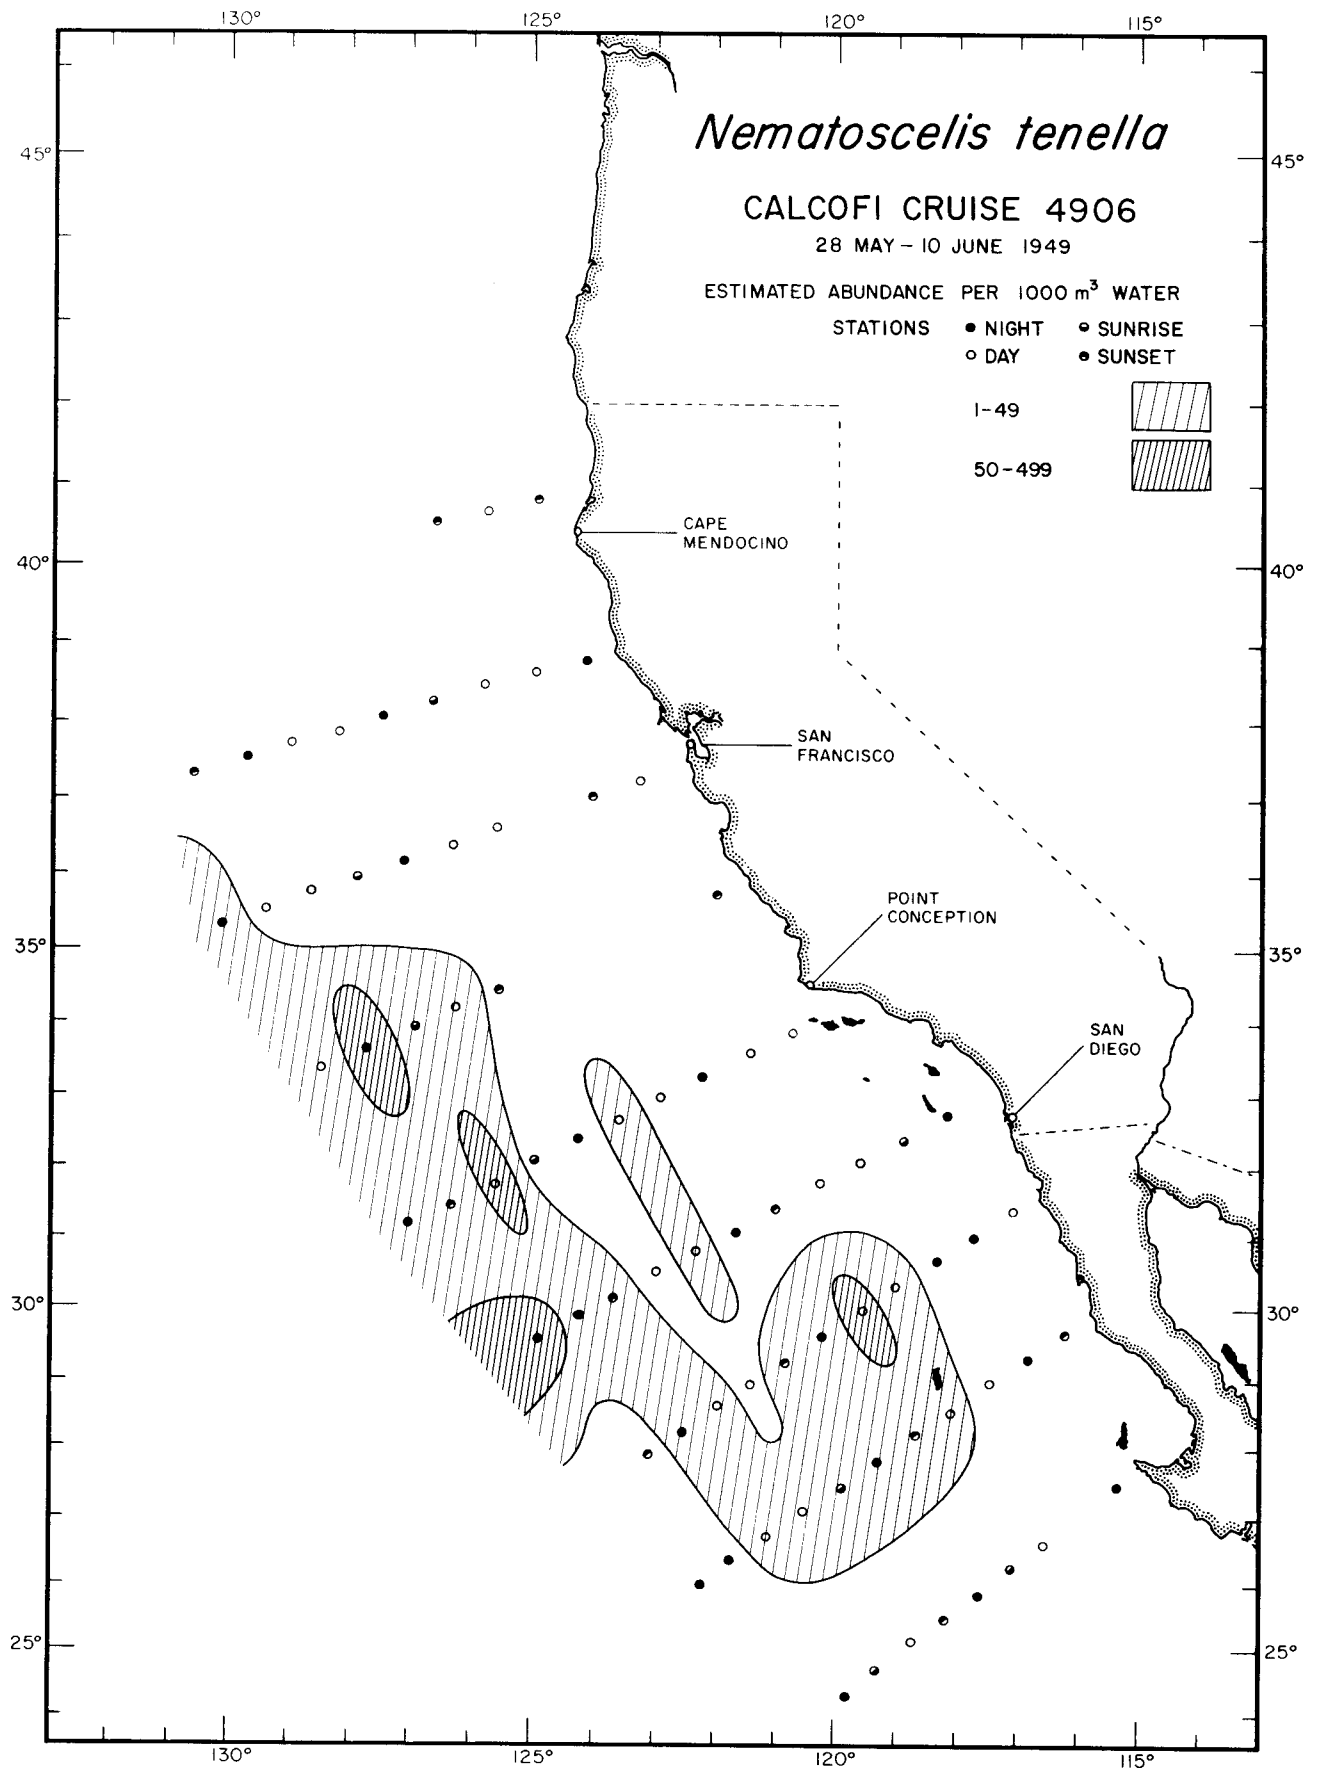 130° 125° 120° 115°
Nematoscelis tenella
45° 45°
CALCOFI CRUISE 4906
28 MAY – 10 JUNE 1949
ESTIMATED ABUNDANCE PER 1000 m³ WATER
STATIONS ● NIGHT ◓ SUNRISE
○ DAY ◓ SUNSET
1-49
50-499
CAPE
MENDOCINO
40° 40°
SAN
FRANCISCO
POINT
CONCEPTION
35° 35°
SAN
DIEGO
30° 30°
25° 25°
130° 125° 120° 115°